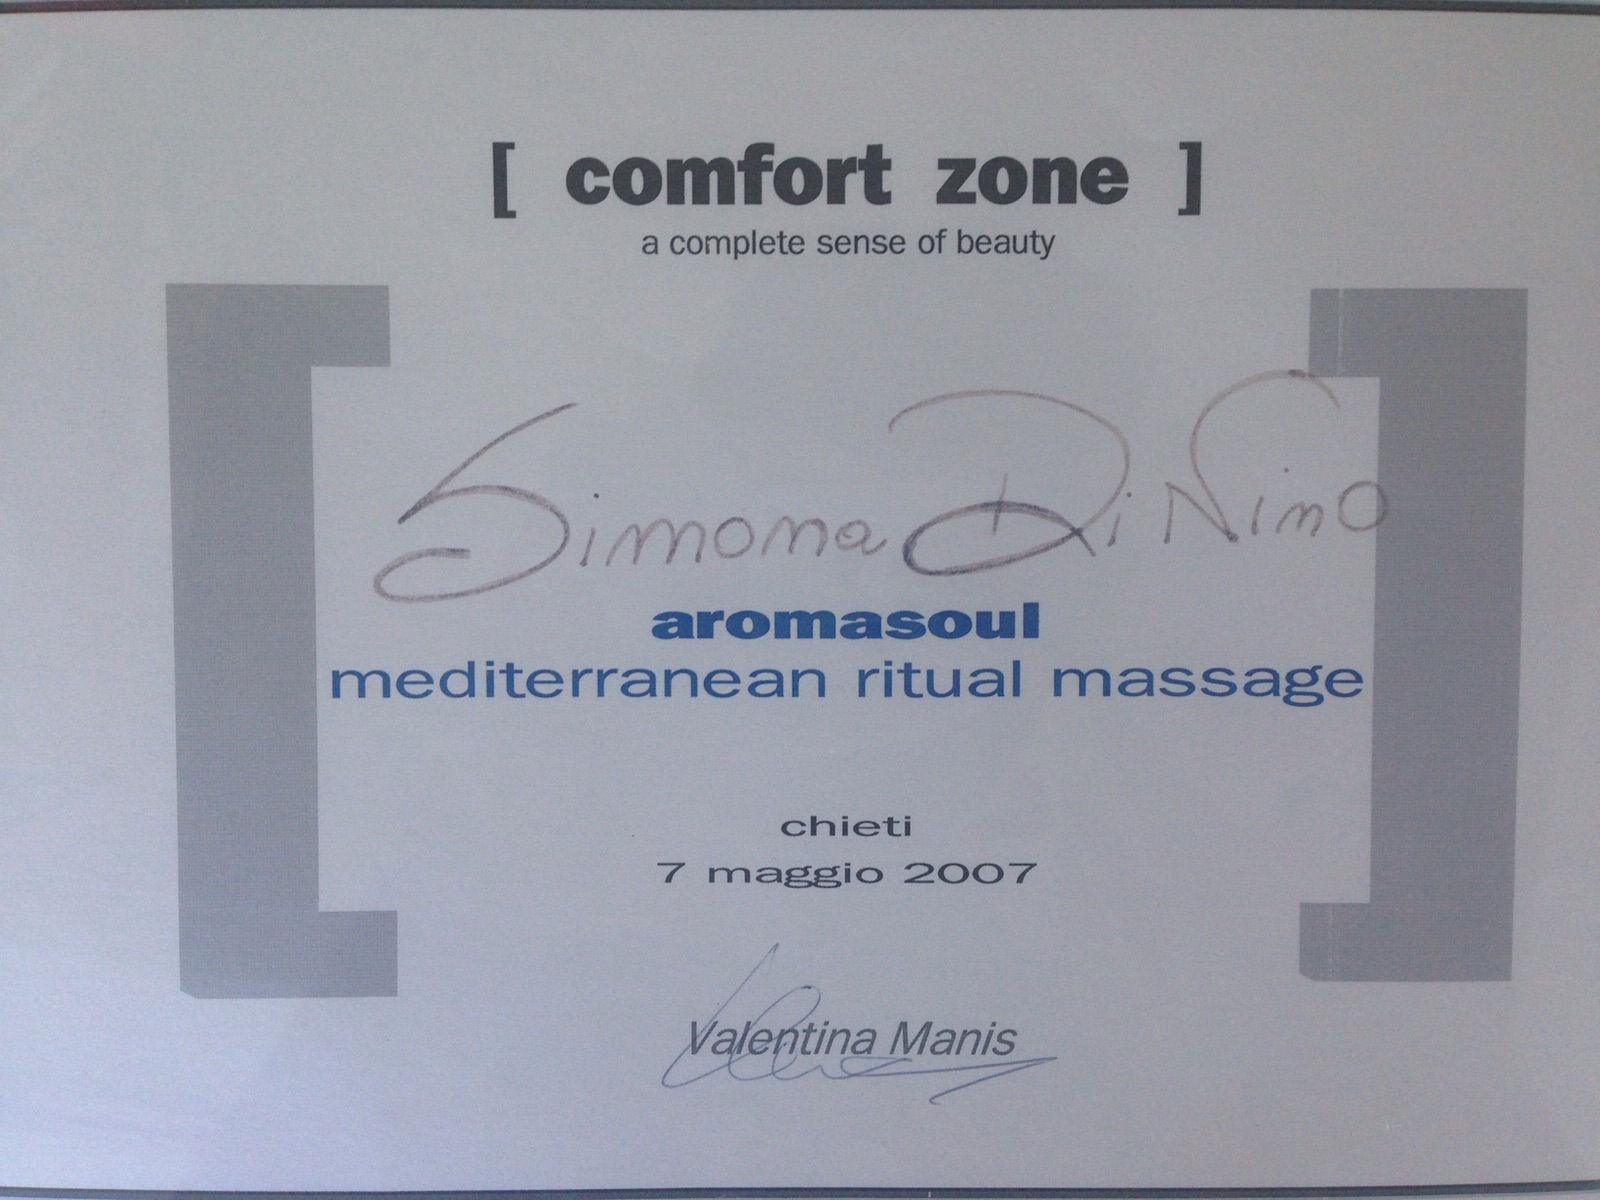 [ comfort zone ]
a complete sense of beauty
Simona Di Nino
aromasoul
mediterranean ritual massage
chieti
7 maggio 2007
Valentina Manis